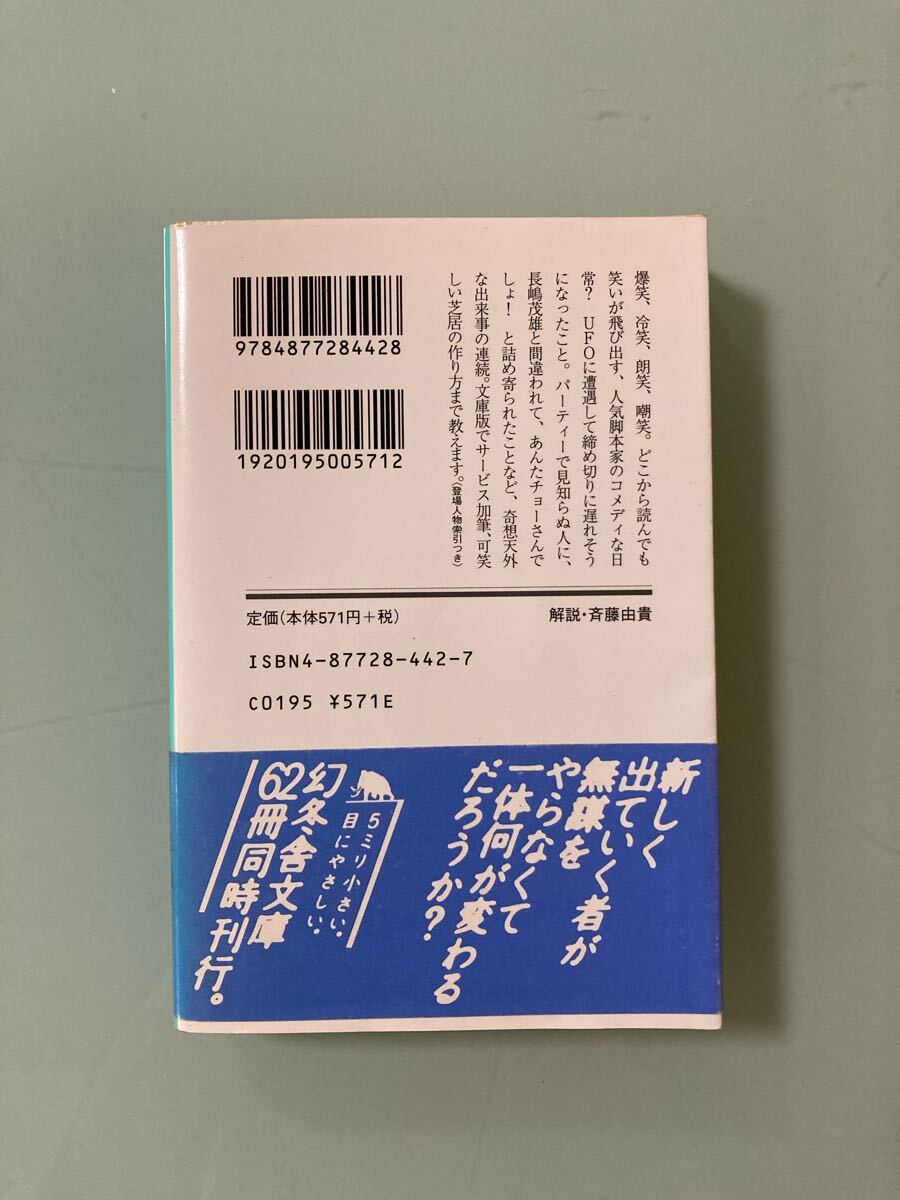 爆笑、冷笑、朗笑、嘲笑。どこから読んでも
笑いが飛び出す、人気脚本家のコメディな日
常? UFOに遭遇して締め切りに遅れそう
になったこと。パーティーで見知らぬ人に、
長嶋茂雄と間違われて、あんたチョーさんで
しょ! と詰め寄られたことなど、奇想天外
な出来事の連続。文庫版でサービス加筆、可笑
しい芝居の作り方まで教えます。(登場人物索引つき)
9784877284428
1920195005712
定価(本体571円+税)
解説・斉藤由貴
ISBN4-87728-442-7
C0195 ¥571E
新しく
出ていく者が
無謀を
やらなくて
一体何が変わる
だろうか?
5ミリ小さい。
目にやさしい。
幻冬舎文庫
62冊同時刊行。